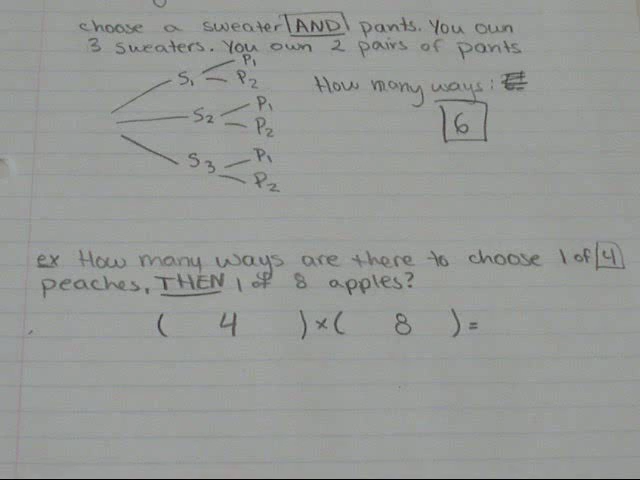 choose a sweater AND pants. You own
3 sweaters. You own 2 pairs of pants
S1 P1
P2
How many ways:
S2 P1
P2
6
S3 P1
P2
ex How many ways are there to choose 1 of 4
peaches, THEN 1 of 8 apples?
( 4 ) × ( 8 ) =